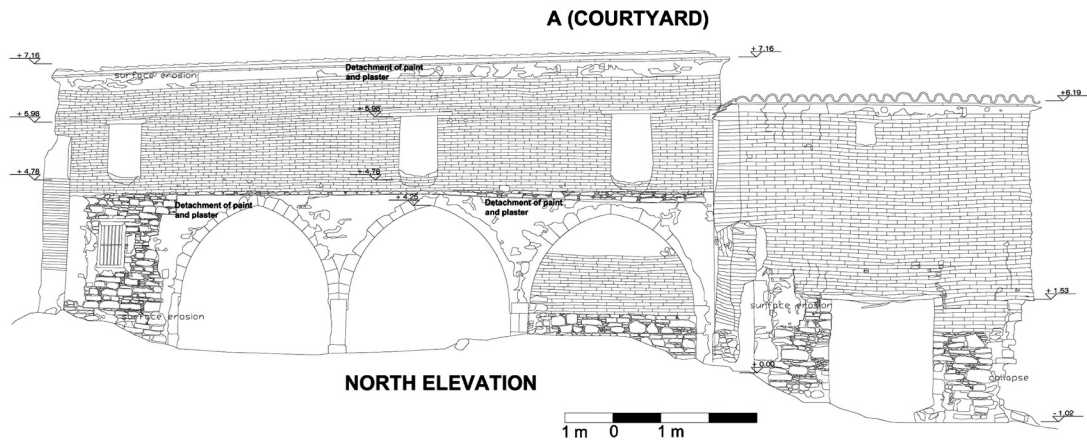 A (COURTYARD)
+ 7,16
+ 7,16
Detachment of paint
and plaster
surface erosion
+6.19
+ 5,98
+ 5,98
+ 4,78
+ 4,78
+ 4,25
Detachment of paint
and plaster
Detachment of paint
and plaster
+ 1.53
surface erosion
surface erosion
+ 0.00
collapse
NORTH ELEVATION
- 1.02
1 m 0 1 m